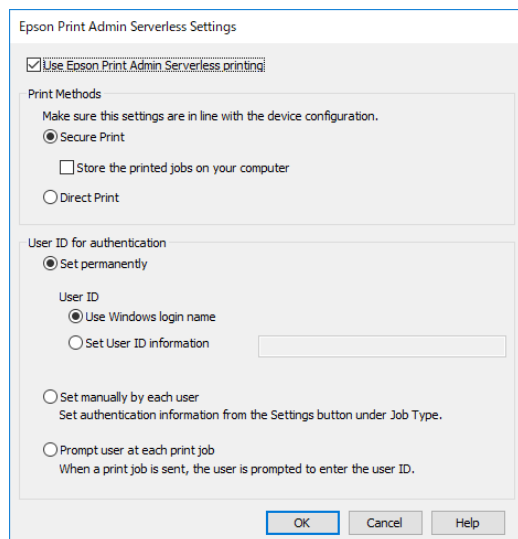 Epson Print Admin Serverless Settings
Use Epson Print Admin Serverless printing
Print Methods
Make sure this settings are in line with the device configuration.
Secure Print
Store the printed jobs on your computer
Direct Print
User ID for authentication
Set permanently
User ID
Use Windows login name
Set User ID information
Set manually by each user
Set authentication information from the Settings button under Job Type.
Prompt user at each print job
When a print job is sent, the user is prompted to enter the user ID.
OK Cancel Help